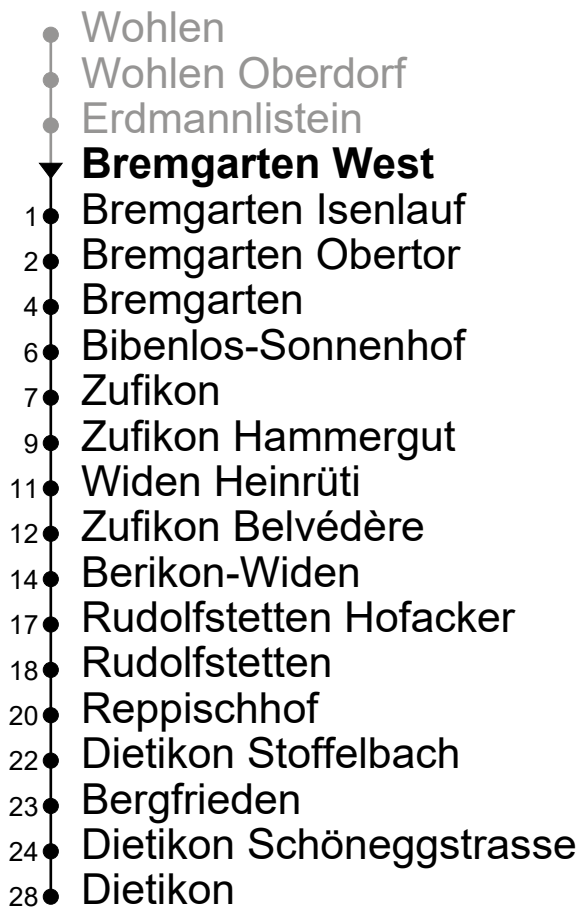 Wohlen
Wohlen Oberdorf
Erdmannlistein
Bremgarten West
1 Bremgarten Isenlauf
2 Bremgarten Obertor
4 Bremgarten
6 Bibenlos-Sonnenhof
7 Zufikon
9 Zufikon Hammergut
11 Widen Heinrüti
12 Zufikon Belvédère
14 Berikon-Widen
17 Rudolfstetten Hofacker
18 Rudolfstetten
20 Reppischhof
22 Dietikon Stoffelbach
23 Bergfrieden
24 Dietikon Schöneggstrasse
28 Dietikon